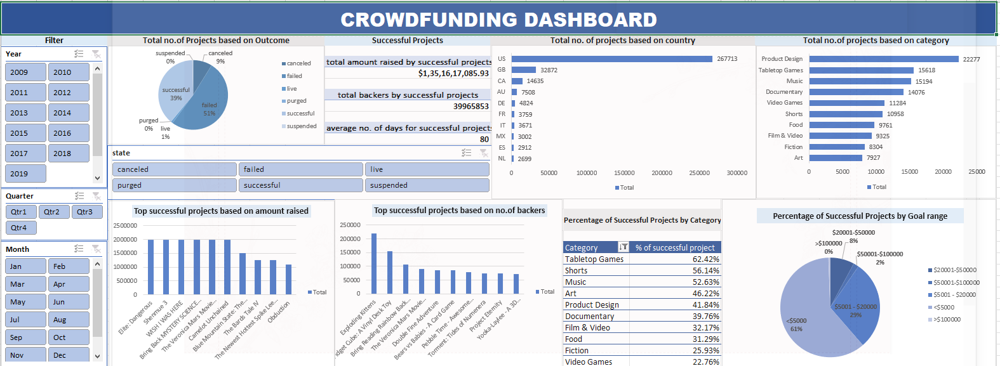 CROWDFUNDING DASHBOARD
Filter
Year
2009
2010
2011
2012
2013
2014
2015
2016
2017
2018
2019
Quarter
Qtr1
Qtr2
Qtr3
Qtr4
Month
Jan
Feb
Mar
Apr
May
Jun
Jul
Aug
Sep
Oct
Nov
Dec
Total no.of Projects based on Outcome
suspended
0%
canceled
9%
successful
39%
failed
51%
purged
0%
live
1%
canceled
failed
live
purged
successful
suspended
Successful Projects
total amount raised by successful projects
$1,35,16,17,085.93
total backers by successful projects
39965853
average no. of days for successful projects
80
state
canceled
failed
live
purged
successful
suspended
Total no. of projects based on country
US 267713
GB 32872
CA 14635
AU 7508
DE 4824
FR 3759
IT 3671
MX 3002
ES 2912
NL 2699
0 50000 100000 150000 200000 250000 300000
Total
Total no.of projects based on category
Product Design 22277
Tabletop Games 15618
Music 15194
Documentary 14076
Video Games 11284
Shorts 10958
Food 9761
Film & Video 9325
Fiction 8304
Art 7927
0 5000 10000 15000 20000 25000
Total
Top successful projects based on amount raised
2500000
2000000
1500000
1000000
500000
0
Elite: Dangerous
Shenmue 3
WISH I WAS HERE
Bring Back MYSTERY SCIENCE...
The Veronica Mars Movie...
Camelot Unchained
Blue Mountain State: The...
The Bards Tale IV
The Newest Hottest Spike Lee...
Obduction
Total
Top successful projects based on no.of backers
250000
200000
150000
100000
50000
0
Exploding Kittens
idget Cube: A Vinyl Desk Toy
Bring Reading Rainbow Back...
The Veronica Mars Movie...
Double Fine Adventure
Bears vs Babies - A Card Game
Pebble Time - Awesome...
Torment: Tides of Numenera
Project Eternity
Yooka-Laylee - A 3D...
Total
Percentage of Successful Projects by Category
Category % of successful project
Tabletop Games 62.42%
Shorts 56.14%
Music 52.63%
Art 46.22%
Product Design 41.84%
Documentary 39.76%
Film & Video 32.17%
Food 31.29%
Fiction 25.93%
Video Games 22.76%
Percentage of Successful Projects by Goal range
$20001-$50000
8%
>$100000
0%
$50001-$100000
2%
$5001 - $20000
29%
<$5000
61%
$20001-$50000
$50001-$100000
$5001 - $20000
<$5000
>$100000